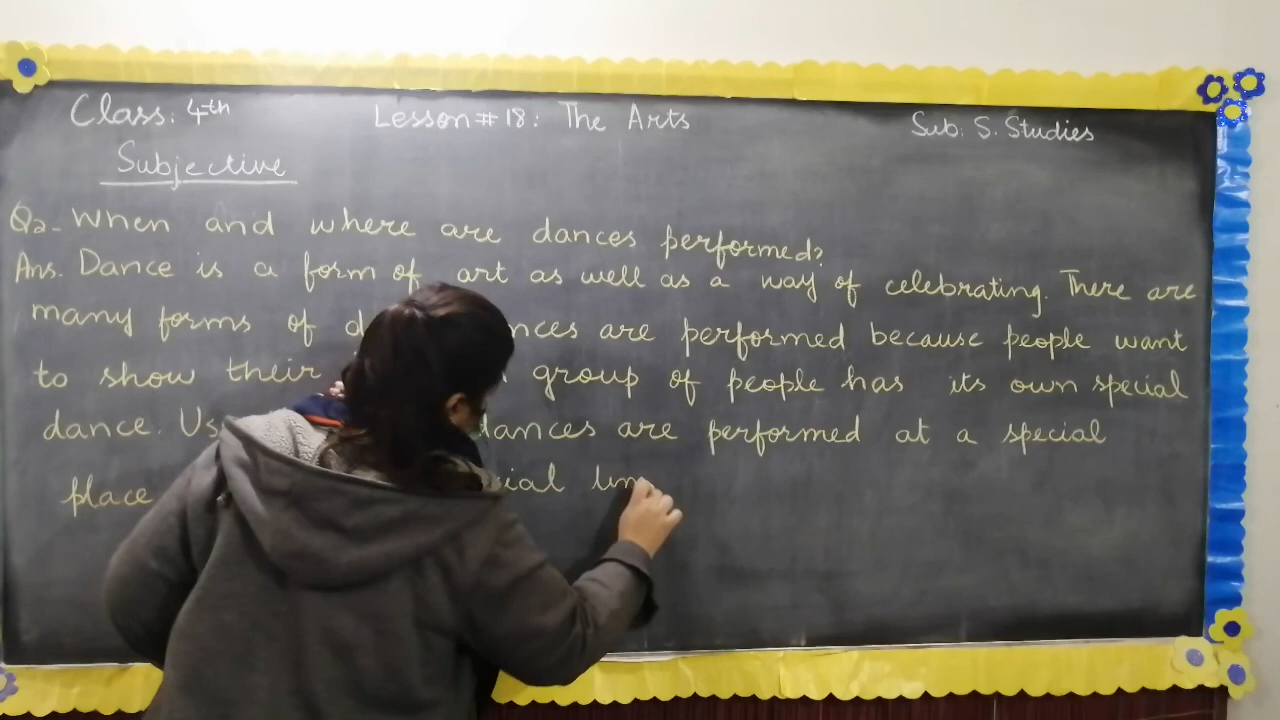 Class: 4th Lesson # 18: The Arts Sub: S. Studies
Subjective
Q2- When and where are dances performed?
Ans. Dance is a form of art as well as a way of celebrating. There are
many forms of are performed because people want
to show their group of people has its own special
dance. dances are performed at a special
place